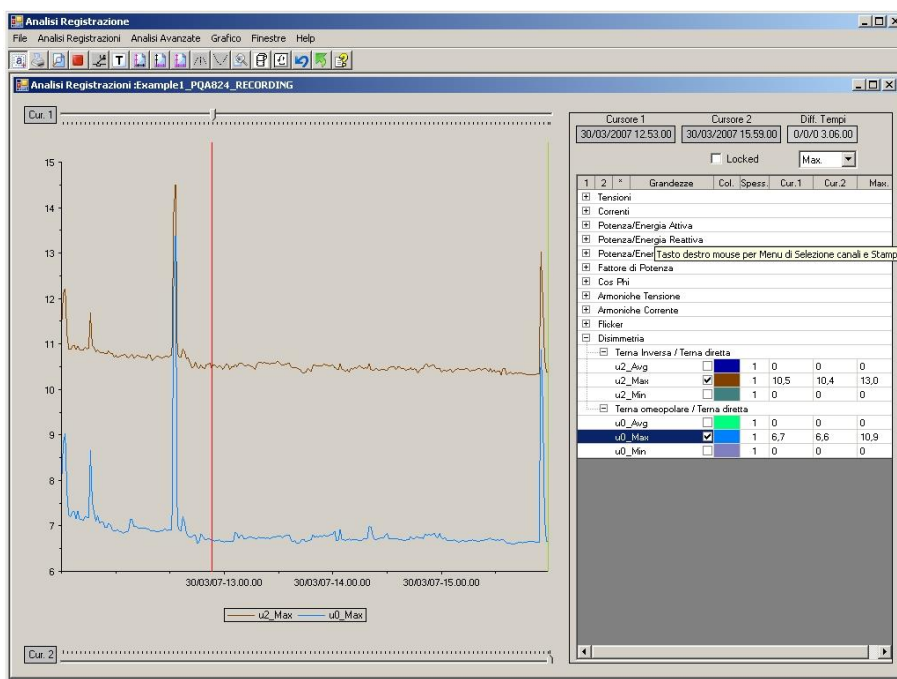 Analisi Registrazione
File Analisi Registrazioni Analisi Avanzate Grafico Finestre Help
Analisi Registrazioni :Example1_PQA824_RECORDING
Cur. 1
15
14
13
12
11
10
9
8
7
6
30/03/07-13.00.00 30/03/07-14.00.00 30/03/07-15.00.00
u2_Max u0_Max
Cur. 2
Cursore 1 Cursore 2 Diff. Tempi
30/03/2007 12.53.00 30/03/2007 15.59.00 0/0/0 3.06.00
Locked Max.
1 2 * Grandezze Col. Spess. Cur.1 Cur.2 Max.
Tensioni
Correnti
Potenza/Energia Attiva
Potenza/Energia Reattiva
Potenza/Ener Tasto destro mouse per Menu di Selezione canali e Stamp
Fattore di Potenza
Cos Phi
Armoniche Tensione
Armoniche Corrente
Flicker
Disimmetria
Terna Inversa / Terna diretta
u2_Avg 1 0 0 0
u2_Max 1 10,5 10,4 13,0
u2_Min 1 0 0 0
Terna omeopolare / Terna diretta
u0_Avg 1 0 0 0
u0_Max 1 6,7 6,6 10,9
u0_Min 1 0 0 0